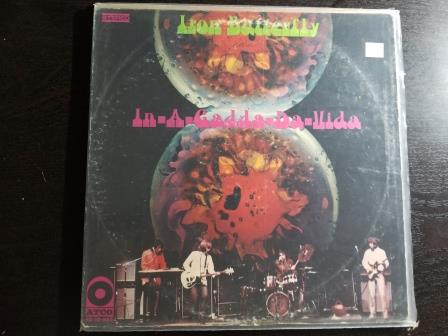 Iron Butterfly
In-A-Gadda-Da-Vida
ATCO